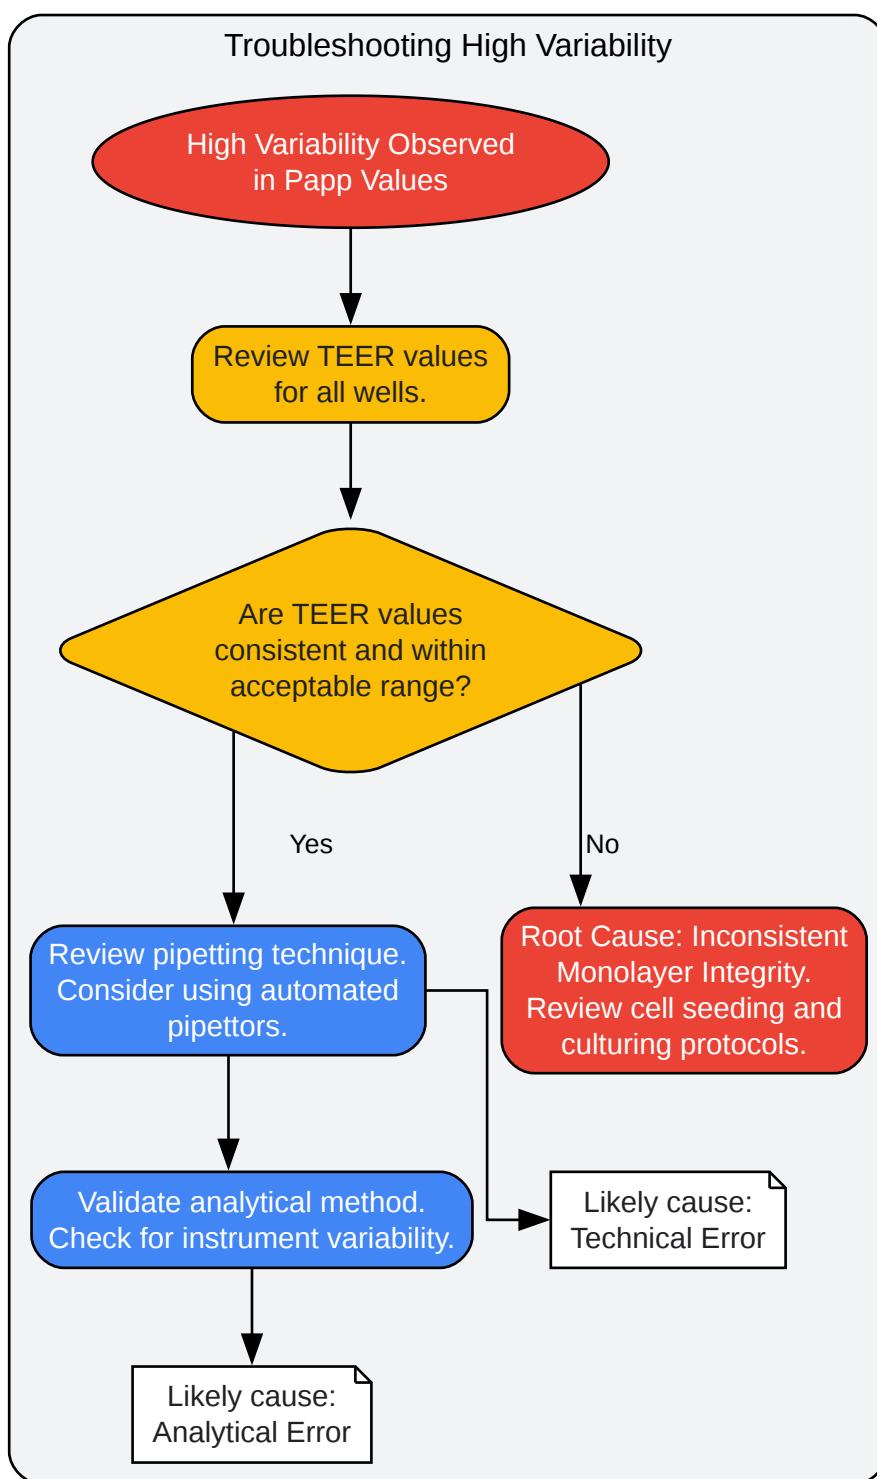 Troubleshooting High Variability
High Variability Observed
in Papp Values
Review TEER values
for all wells.
Are TEER values
consistent and within
acceptable range?
Yes
No
Review pipetting technique.
Consider using automated
pipettors.
Root Cause: Inconsistent
Monolayer Integrity.
Review cell seeding and
culturing protocols.
Validate analytical method.
Check for instrument variability.
Likely cause:
Technical Error
Likely cause:
Analytical Error